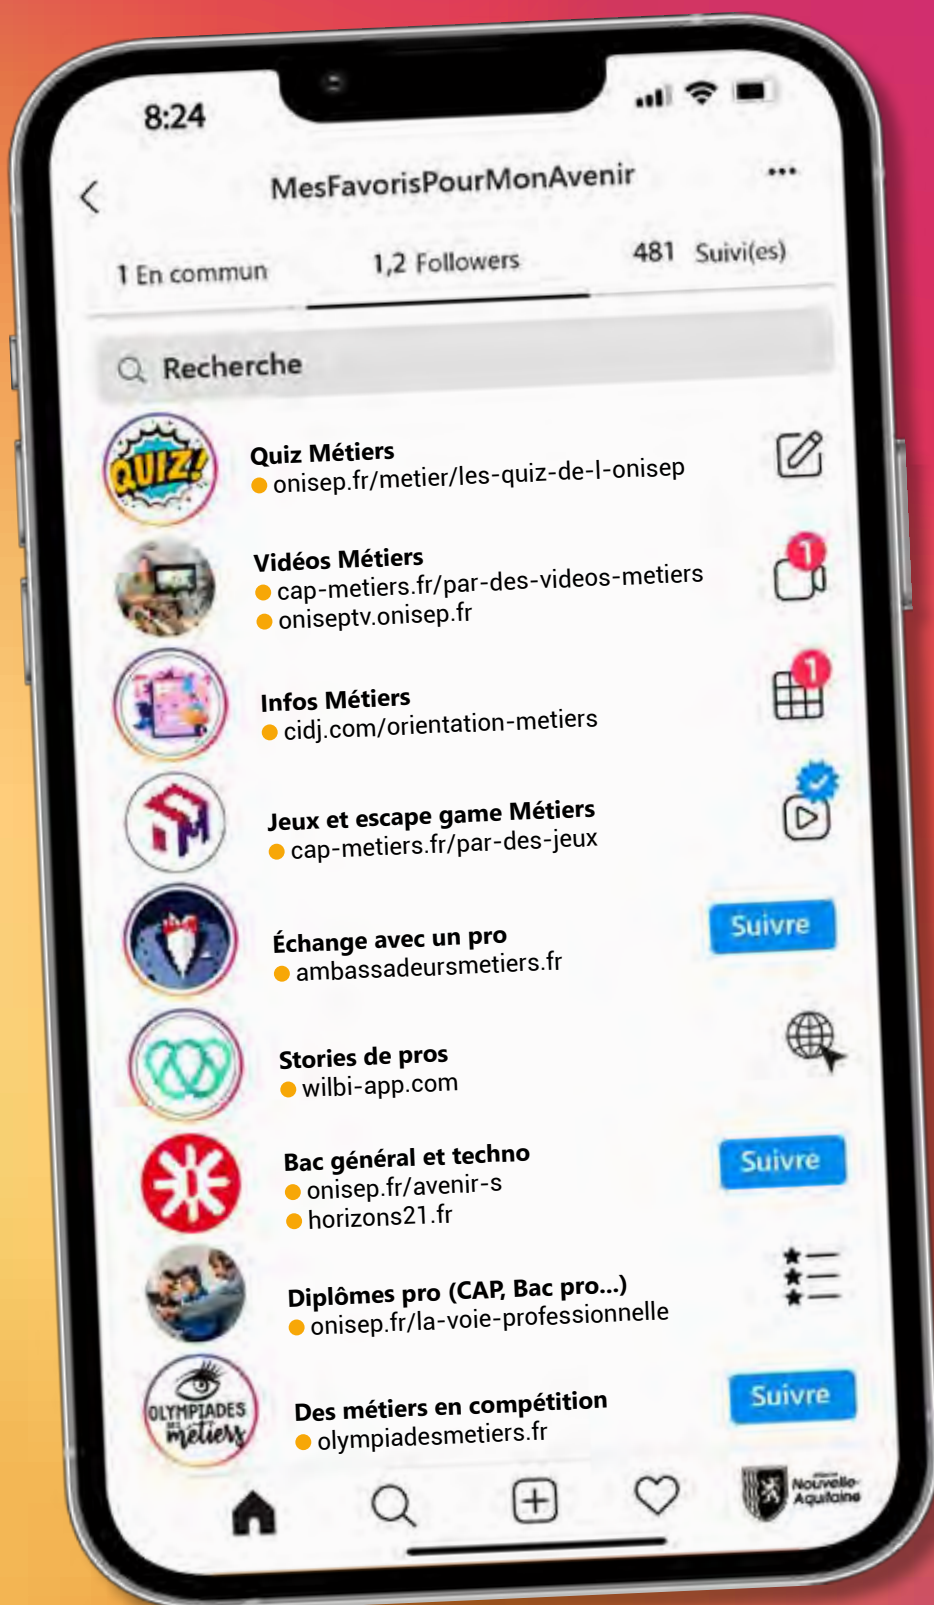 8:24
MesFavorisPourMonAvenir
1 En commun
1,2 Followers
481 Suivi(es)
Recherche
QUIZ!
Quiz Métiers
onisep.fr/metier/les-quiz-de-l-onisep
Vidéos Métiers
cap-metiers.fr/par-des-videos-metiers
oniseptv.onisep.fr
1
Infos Métiers
cidj.com/orientation-metiers
1
Jeux et escape game Métiers
cap-metiers.fr/par-des-jeux
Échange avec un pro
ambassadeursmetiers.fr
Suivre
Stories de pros
wilbi-app.com
Bac général et techno
onisep.fr/avenir-s
horizons21.fr
Suivre
Diplômes pro (CAP, Bac pro...)
onisep.fr/la-voie-professionnelle
OLYMPIADES
DES
métiers
Des métiers en compétition
olympiadesmetiers.fr
Suivre
Nouvelle-
Aquitaine